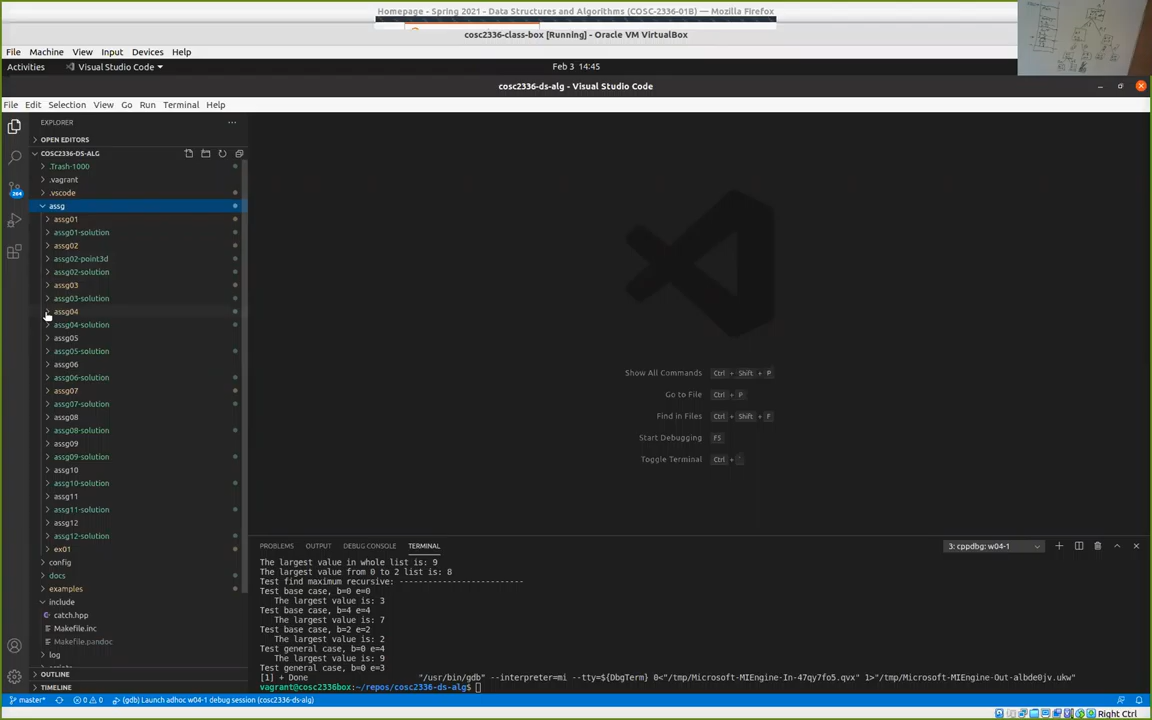 Homepage - Spring 2021 - Data Structures and Algorithms (COSC-2336-01B) — Mozilla Firefox
cosc2336-class-box [Running] - Oracle VM VirtualBox
File Machine View Input Devices Help
Activities Visual Studio Code Feb 3 14:45
cosc2336-ds-alg - Visual Studio Code
File Edit Selection View Go Run Terminal Help
EXPLORER
OPEN EDITORS
COSC2336-DS-ALG
.Trash-1000
.vagrant
.vscode
264
assg
assg01
assg01-solution
assg02
assg02-point3d
assg02-solution
assg03
assg03-solution
assg04
assg04-solution
assg05
assg05-solution
assg06
assg06-solution
assg07
assg07-solution
assg08
assg08-solution
assg09
assg09-solution
assg10
assg10-solution
assg11
assg11-solution
assg12
assg12-solution
ex01
config
docs
examples
include
catch.hpp
Makefile.inc
Makefile.pandoc
log
OUTLINE
TIMELINE
Show All Commands Ctrl + Shift + P
Go to File Ctrl + P
Find in Files Ctrl + Shift + F
Start Debugging F5
Toggle Terminal Ctrl + `
PROBLEMS OUTPUT DEBUG CONSOLE TERMINAL 3: cppdbg: w04-1
The largest value in whole list is: 9
The largest value from 0 to 2 list is: 8
Test find maximum recursive: --------------------------
Test base case, b=0 e=0
The largest value is: 3
Test base case, b=4 e=4
The largest value is: 7
Test base case, b=2 e=2
The largest value is: 2
Test general case, b=0 e=4
The largest value is: 9
Test general case, b=0 e=3
[1] + Done "/usr/bin/gdb" --interpreter=mi --tty=${DbgTerm} 0<"/tmp/Microsoft-MIEngine-In-47qy7fo5.qvx" 1>"/tmp/Microsoft-MIEngine-Out-albde0jv.ukw"
vagrant@cosc2336box:~/repos/cosc2336-ds-alg$
master* 0 0 (gdb) Launch adhoc w04-1 debug session (cosc2336-ds-alg)
Right Ctrl